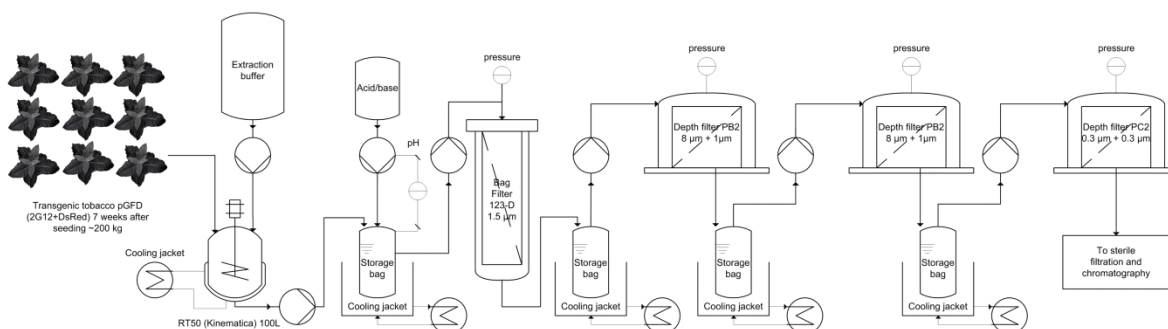 Transgenic tobacco pGFD
(2G12+DsRed) 7 weeks after
seeding ~200 kg
Extraction
buffer
Cooling jacket
RT50 (Kinematica) 100L
Acid/base
pH
Storage
bag
Cooling jacket
pressure
Bag
Filter
123-D
1.5 µm
Storage
bag
Cooling jacket
pressure
Depth filter PB2
8 µm + 1µm
Storage
bag
Cooling jacket
pressure
Depth filter PB2
8 µm + 1µm
Storage
bag
Cooling jacket
pressure
Depth filter PC2
0.3 µm + 0.3 µm
To sterile
filtration and
chromatography